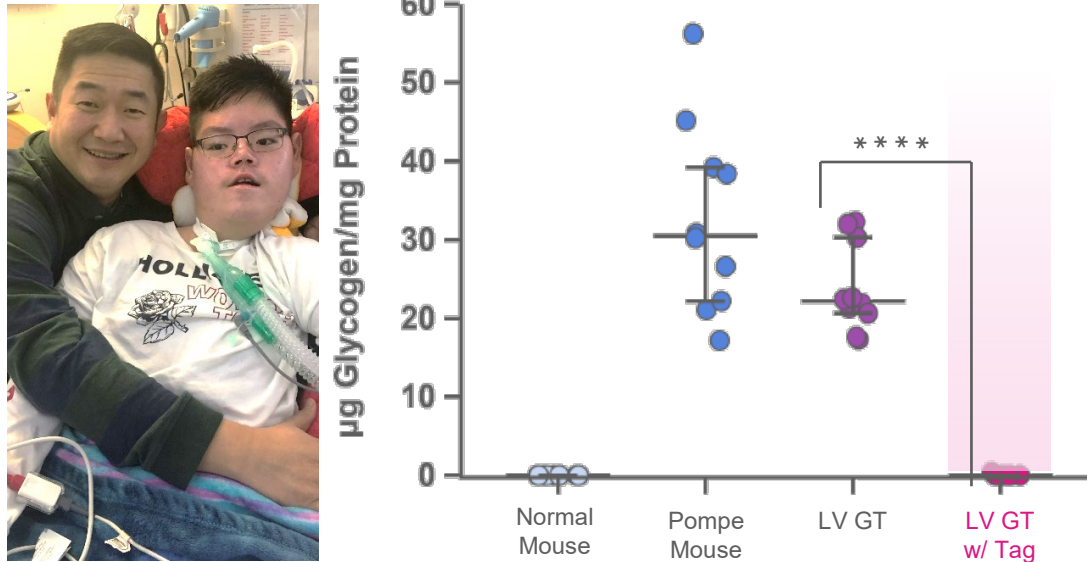 HOLL
WO
T
µg Glycogen/mg Protein
60
50
40
30
20
10
0
****
Normal
Mouse
Pompe
Mouse
LV GT
LV GT
w/ Tag